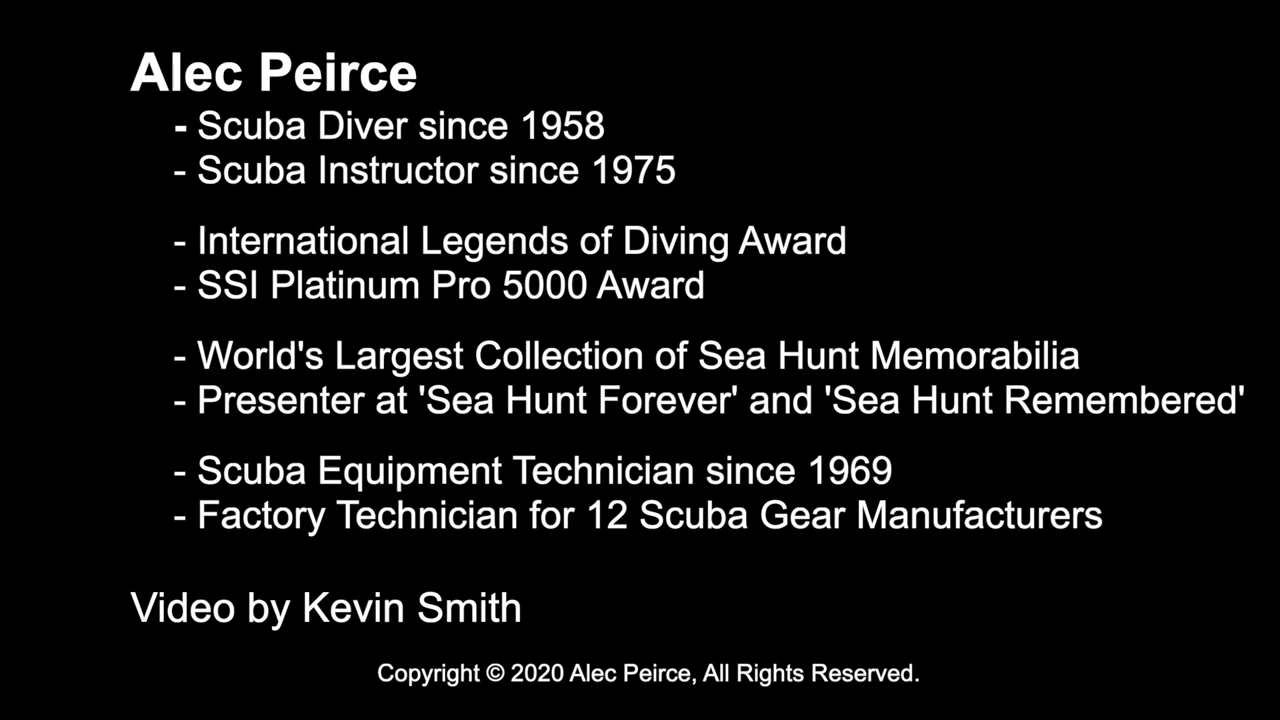 Alec Peirce
- Scuba Diver since 1958
- Scuba Instructor since 1975
- International Legends of Diving Award
- SSI Platinum Pro 5000 Award
- World's Largest Collection of Sea Hunt Memorabilia
- Presenter at 'Sea Hunt Forever' and 'Sea Hunt Remembered'
- Scuba Equipment Technician since 1969
- Factory Technician for 12 Scuba Gear Manufacturers
Video by Kevin Smith
Copyright © 2020 Alec Peirce, All Rights Reserved.